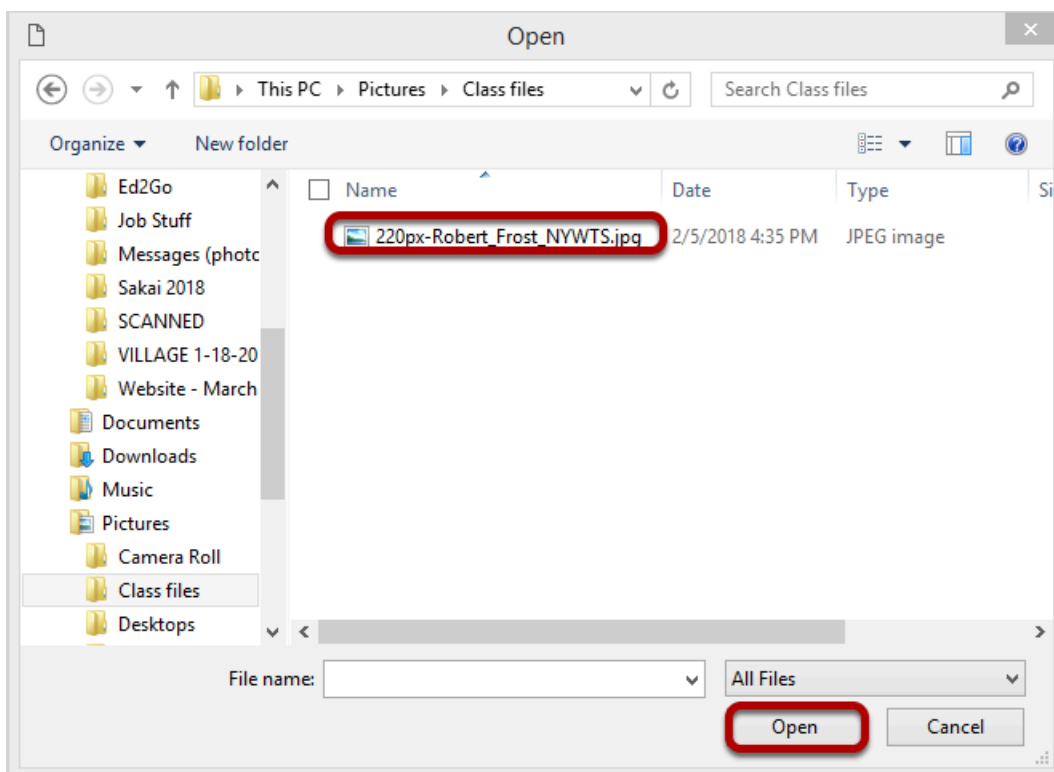 Open
This PC Pictures Class files Search Class files
Organize New folder
Name Date Type Si
220px-Robert_Frost_NYWTS.jpg 2/5/2018 4:35 PM JPEG image
Ed2Go
Job Stuff
Messages (photc
Sakai 2018
SCANNED
VILLAGE 1-18-20
Website - March
Documents
Downloads
Music
Pictures
Camera Roll
Class files
Desktops
File name: All Files
Open Cancel